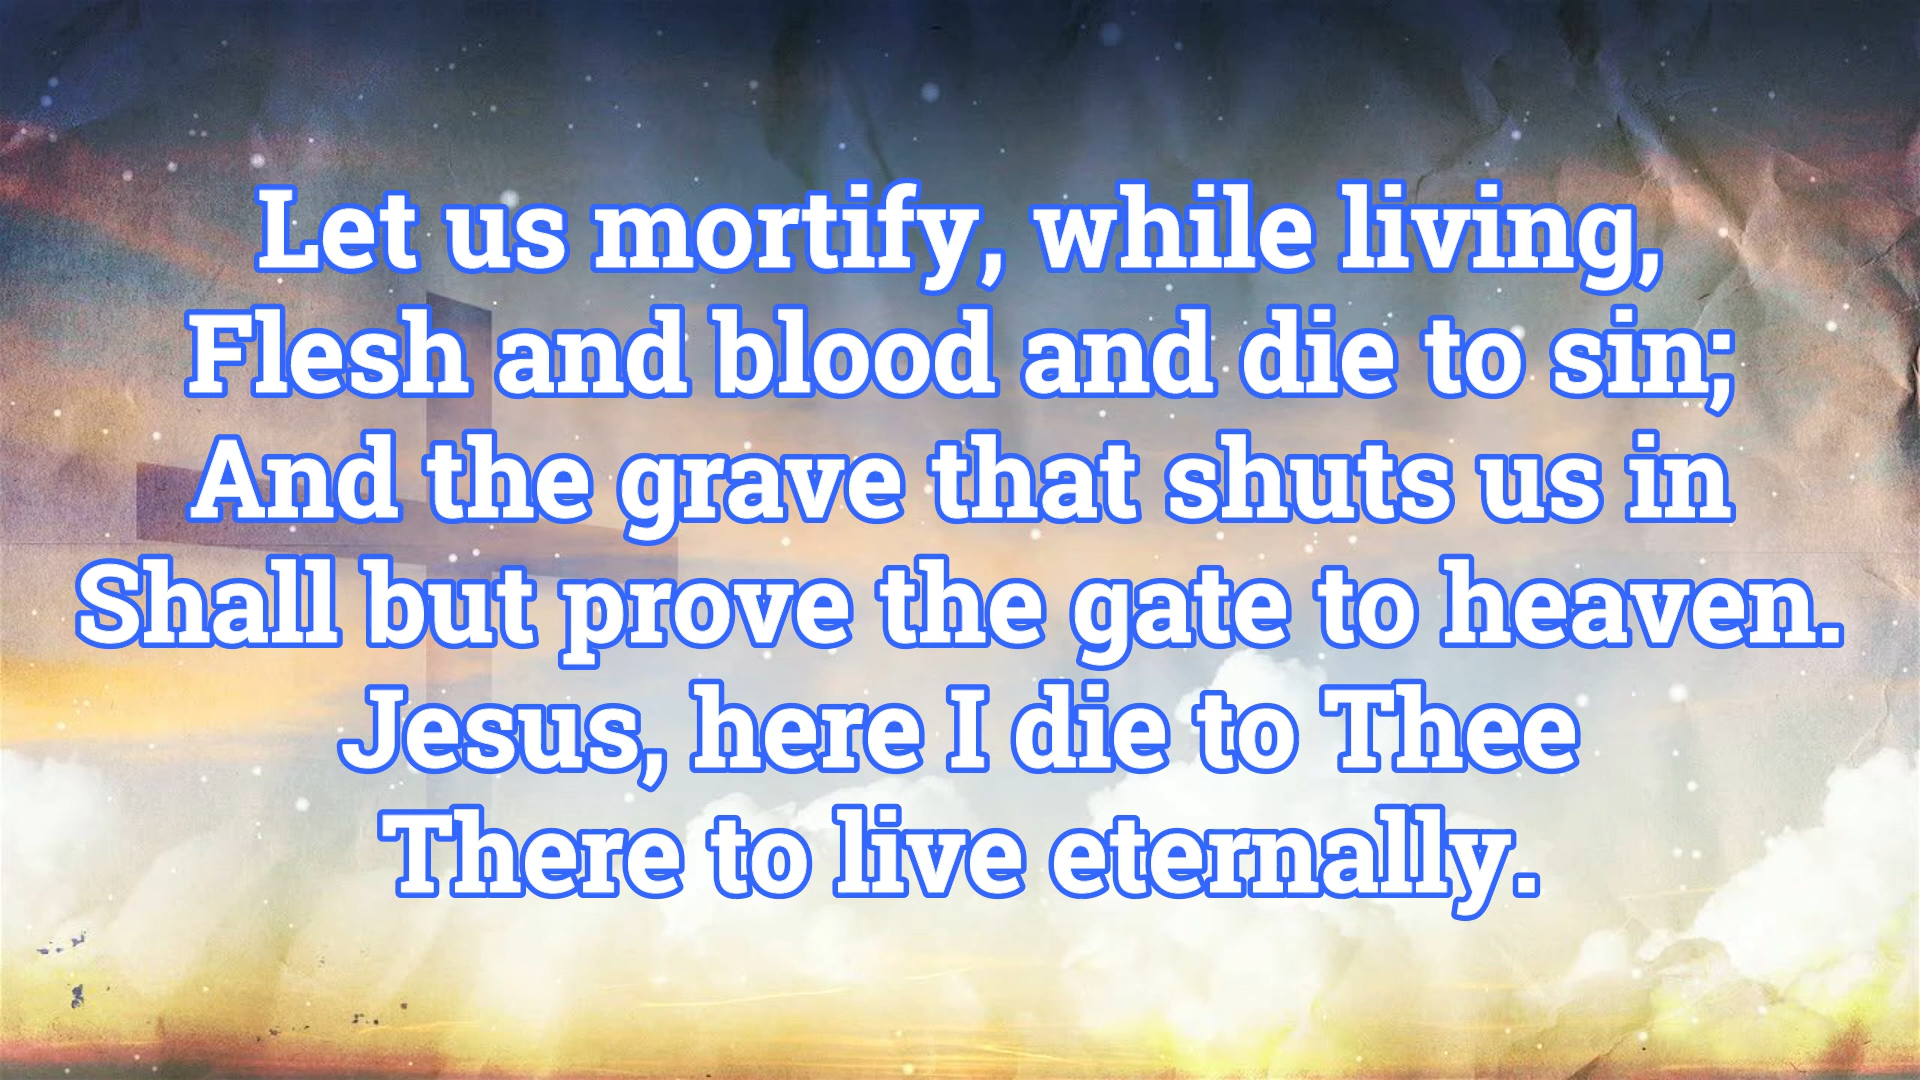 Let us mortify, while living,
Flesh and blood and die to sin;
And the grave that shuts us in
Shall but prove the gate to heaven.
Jesus, here I die to Thee
There to live eternally.